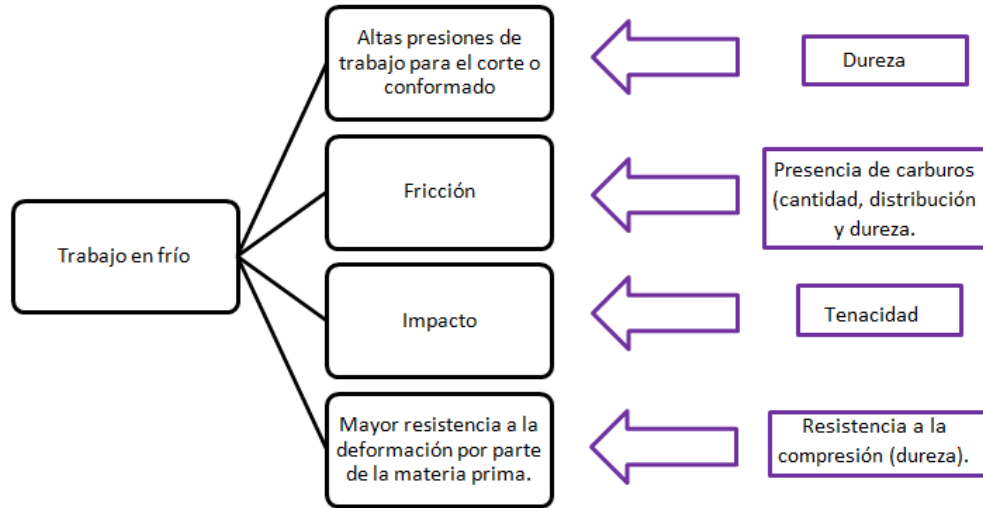 Altas presiones de
trabajo para el corte o
conformado
Dureza
Fricción
Presencia de carburos
(cantidad, distribución
y dureza.
Trabajo en frío
Impacto
Tenacidad
Mayor resistencia a la
deformación por parte
de la materia prima.
Resistencia a la
compresión (dureza).